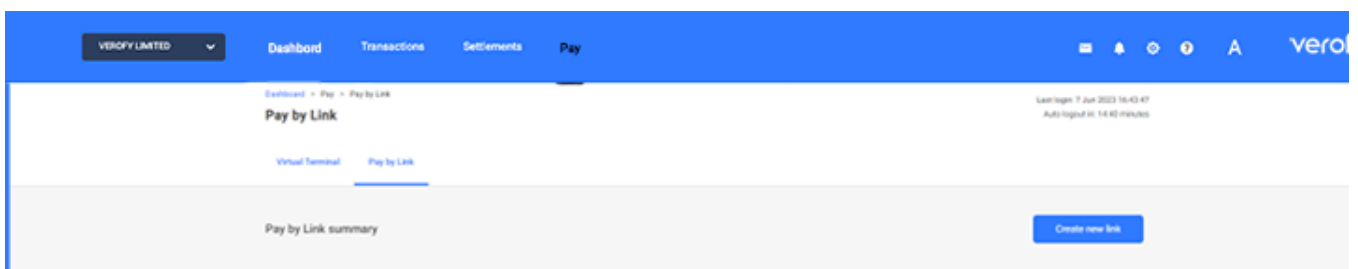 VEROFY LIMITED Dashbord Transactions Settlements Pay A verof
Dashboard > Pay > Pay by Link
Last login: 7 Jun 2023 16:43:47
Pay by Link
Auto logout in: 14:40 minutes
Virtual Terminal Pay by Link
Pay by Link summary
Create new link